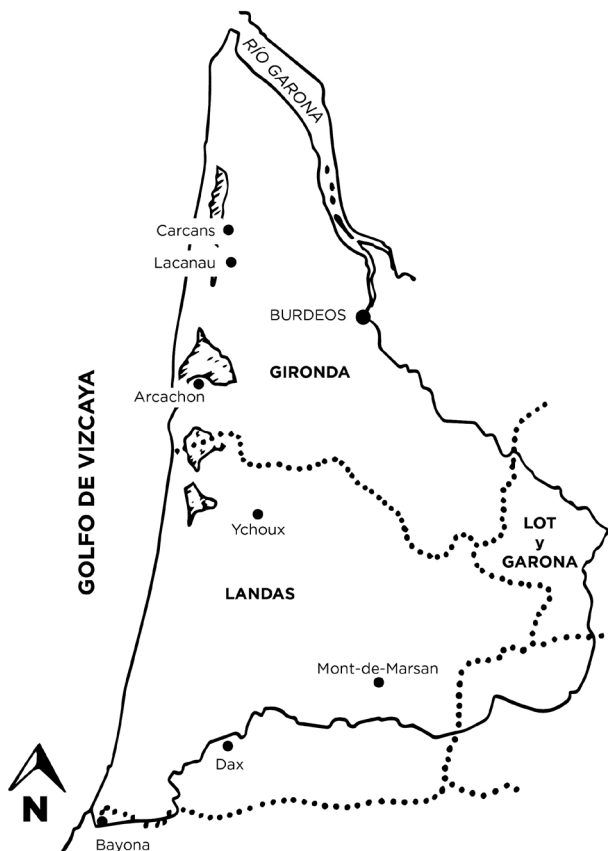 RÍO GARONA
Carcans
Lacanau
BURDEOS
GIRONDA
Arcachon
GOLFO DE VIZCAYA
Ychoux
LOT
y
GARONA
LANDAS
Mont-de-Marsan
Dax
N
Bayona